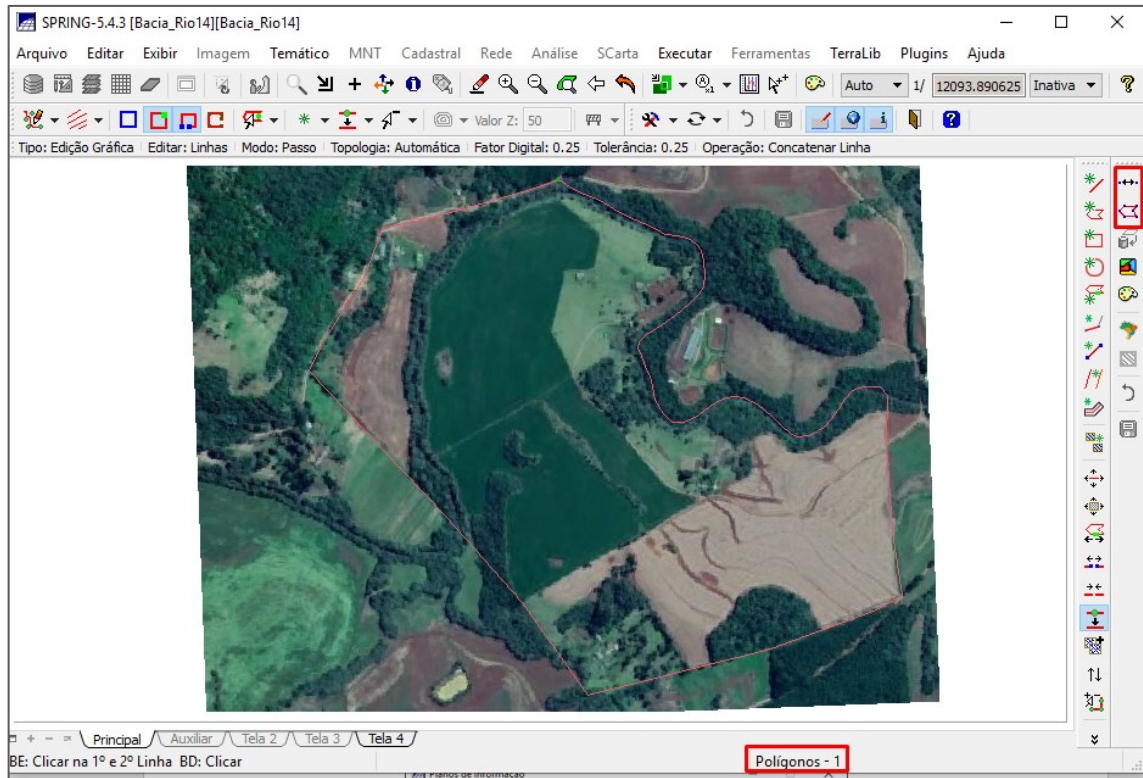 SPRING-5.4.3 [Bacia_Rio14][Bacia_Rio14]
Arquivo Editar Exibir Imagem Temático MNT Cadastral Rede Análise SCarta Executar Ferramentas TerraLib Plugins Ajuda
Auto 1/ 12093.890625 Inativa
Valor Z: 50
Tipo: Edição Gráfica Editar: Linhas Modo: Passo Topologia: Automática Fator Digital: 0.25 Tolerância: 0.25 Operação: Concatenar Linha
Principal Auxiliar Tela 2 Tela 3 Tela 4
BE: Clicar na 1º e 2º Linha BD: Clicar Polígonos - 1
Planos de Informação